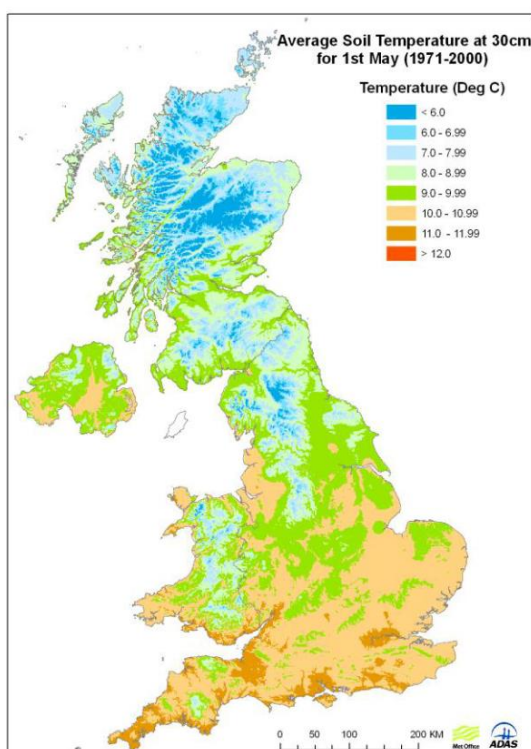 Average Soil Temperature at 30cm
for 1st May (1971-2000)
Temperature (Deg C)
< 6.0
6.0 - 6.99
7.0 - 7.99
8.0 - 8.99
9.0 - 9.99
10.0 - 10.99
11.0 - 11.99
> 12.0
0 50 100 200 KM
Met Office
ADAS